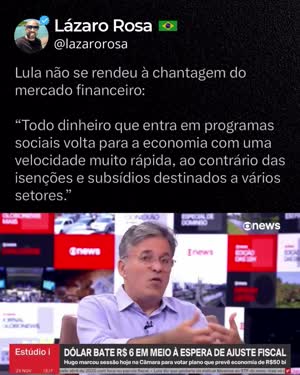 Lázaro Rosa
@lazarorosa
Lula não se rendeu à chantagem do
mercado financeiro:
“Todo dinheiro que entra em programas
sociais volta para a economia com uma
velocidade muito rápida, ao contrário das
isenções e subsídios destinados a vários
setores.”
news
news
news
Estúdio i
DÓLAR BATE R$ 6 EM MEIO À ESPERA DE AJUSTE FISCAL
Hugo marcou sessão hoje na Câmara para votar plano que prevê economia de R$50 bi